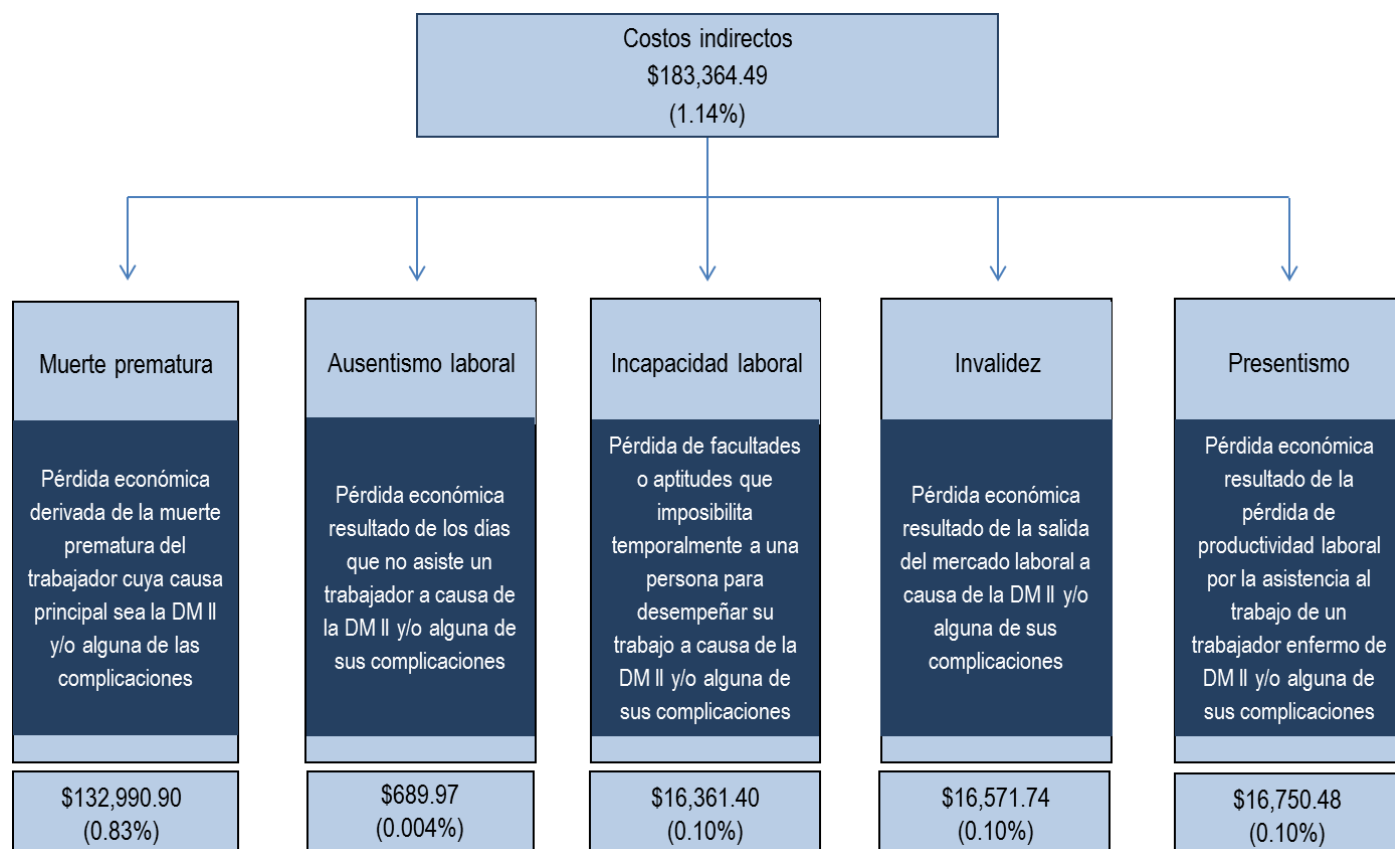 Costos indirectos
$183,364.49
(1.14%)
Muerte prematura
Pérdida económica
derivada de la muerte
prematura del
trabajador cuya causa
principal sea la DM II
y/o alguna de las
complicaciones
$132,990.90
(0.83%)
Ausentismo laboral
Pérdida económica
resultado de los días
que no asiste un
trabajador a causa de
la DM II y/o alguna de
sus complicaciones
$689.97
(0.004%)
Incapacidad laboral
Pérdida de facultades
o aptitudes que
imposibilita
temporalmente a una
persona para
desempeñar su
trabajo a causa de la
DM II y/o alguna de
sus complicaciones
$16,361.40
(0.10%)
Invalidez
Pérdida económica
resultado de la salida
del mercado laboral a
causa de la DM II y/o
alguna de sus
complicaciones
$16,571.74
(0.10%)
Presentismo
Pérdida económica
resultado de la
pérdida de
productividad laboral
por la asistencia al
trabajo de un
trabajador enfermo de
DM II y/o alguna de
sus complicaciones
$16,750.48
(0.10%)